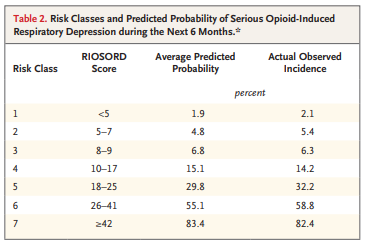 Table 2. Risk Classes and Predicted Probability of Serious Opioid-Induced
Respiratory Depression during the Next 6 Months.*
Risk Class RIOSORD Score Average Predicted Probability Actual Observed Incidence
percent
1 <5 1.9 2.1
2 5–7 4.8 5.4
3 8–9 6.8 6.3
4 10–17 15.1 14.2
5 18–25 29.8 32.2
6 26–41 55.1 58.8
7 ≥42 83.4 82.4